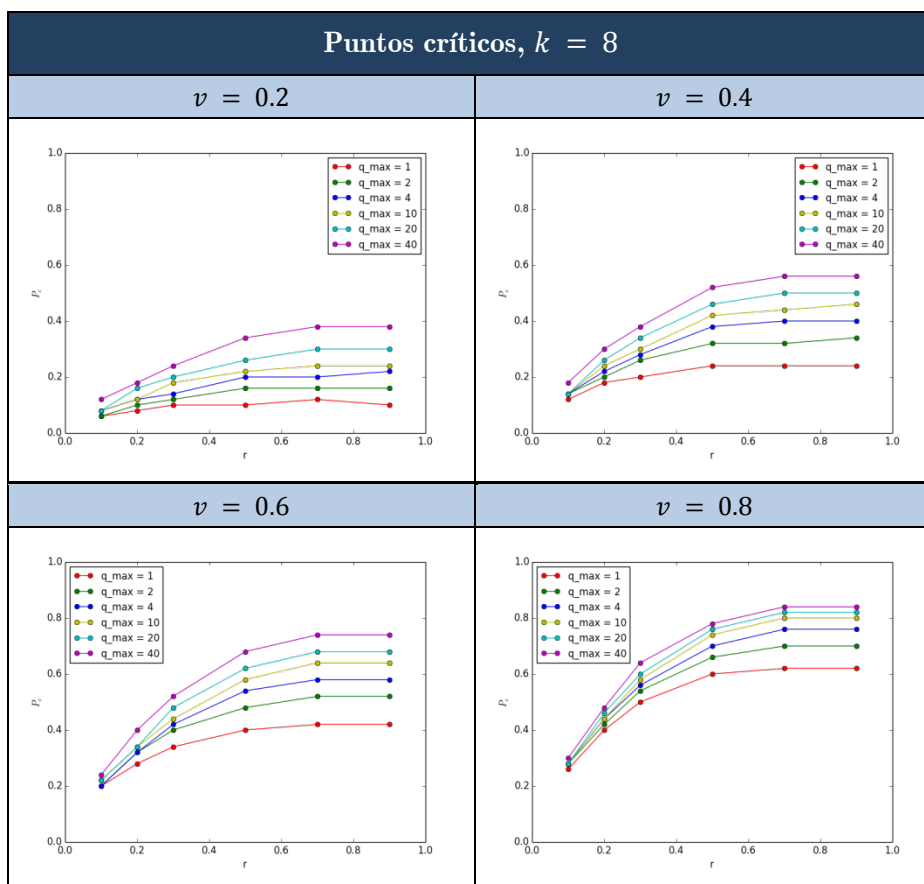 Puntos críticos, k = 8
v = 0.2
v = 0.4
1.0
0.8
0.6
0.4
0.2
0.0
0.0 0.2 0.4 0.6 0.8 1.0
P_c
r
q_max = 1
q_max = 2
q_max = 4
q_max = 10
q_max = 20
q_max = 40
1.0
0.8
0.6
0.4
0.2
0.0
0.0 0.2 0.4 0.6 0.8 1.0
P_c
r
q_max = 1
q_max = 2
q_max = 4
q_max = 10
q_max = 20
q_max = 40
v = 0.6
v = 0.8
1.0
0.8
0.6
0.4
0.2
0.0
0.0 0.2 0.4 0.6 0.8 1.0
P_c
r
q_max = 1
q_max = 2
q_max = 4
q_max = 10
q_max = 20
q_max = 40
1.0
0.8
0.6
0.4
0.2
0.0
0.0 0.2 0.4 0.6 0.8 1.0
P_c
r
q_max = 1
q_max = 2
q_max = 4
q_max = 10
q_max = 20
q_max = 40